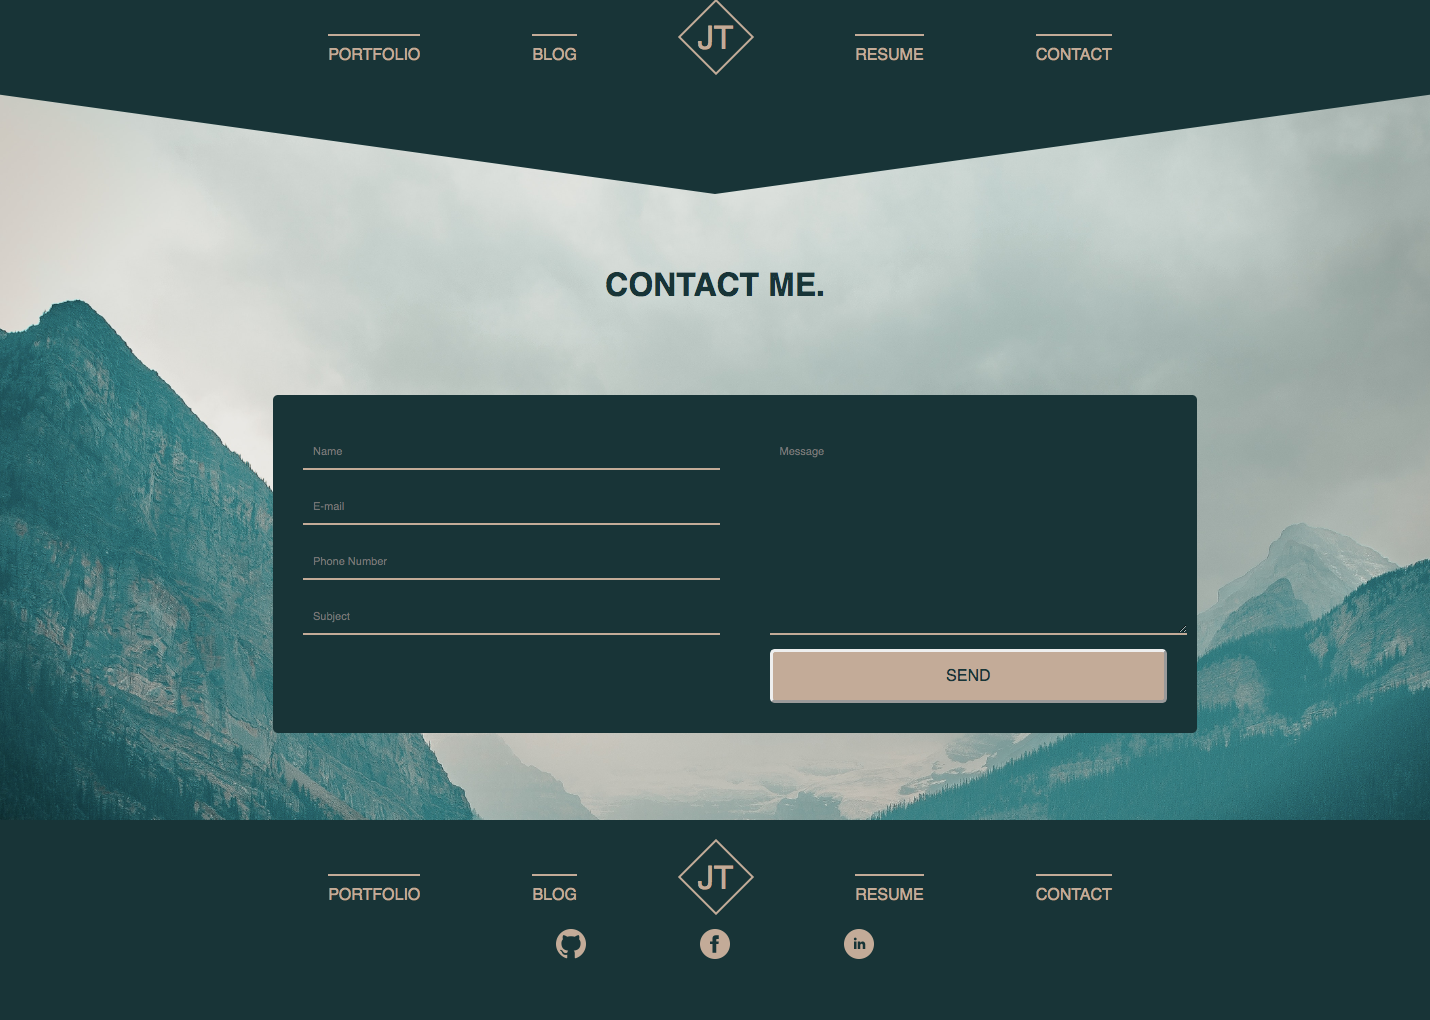 PORTFOLIO BLOG JT RESUME CONTACT
CONTACT ME.
Name
E-mail
Phone Number
Subject
Message
SEND
PORTFOLIO BLOG JT RESUME CONTACT
f in